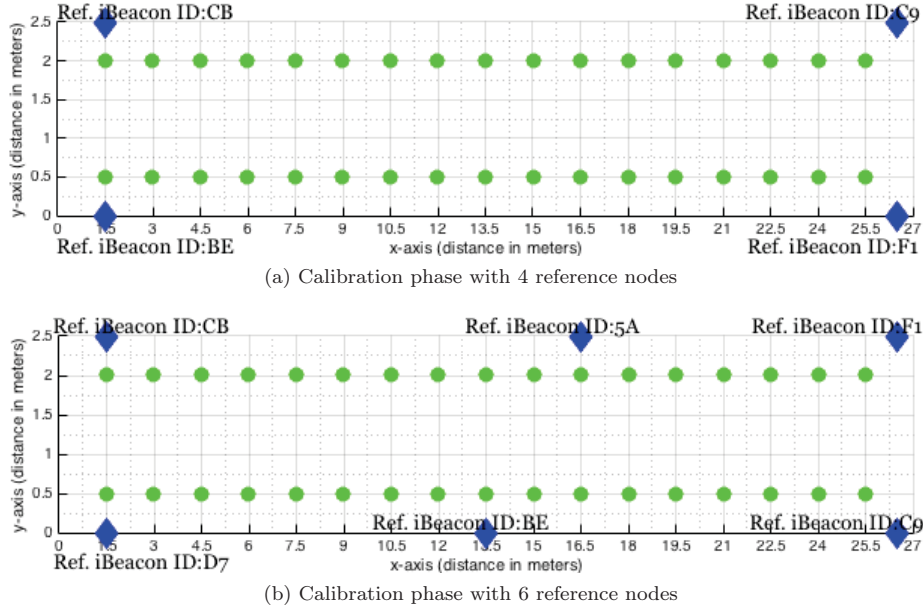 Ref. iBeacon ID:CB Ref. iBeacon ID:C9
2.5
2
1.5
1
0.5
0
y-axis (distance in meters)
0 1.5 3 4.5 6 7.5 9 10.5 12 13.5 15 16.5 18 19.5 21 22.5 24 25.5 27
Ref. iBeacon ID:BE x-axis (distance in meters) Ref. iBeacon ID:F1
(a) Calibration phase with 4 reference nodes
Ref. iBeacon ID:CB Ref. iBeacon ID:5A Ref. iBeacon ID:F1
2.5
2
1.5
1
0.5
0
y-axis (distance in meters)
Ref. iBeacon ID:BE Ref. iBeacon ID:C9
0 1.5 3 4.5 6 7.5 9 10.5 12 13.5 15 16.5 18 19.5 21 22.5 24 25.5 27
Ref. iBeacon ID:D7 x-axis (distance in meters)
(b) Calibration phase with 6 reference nodes